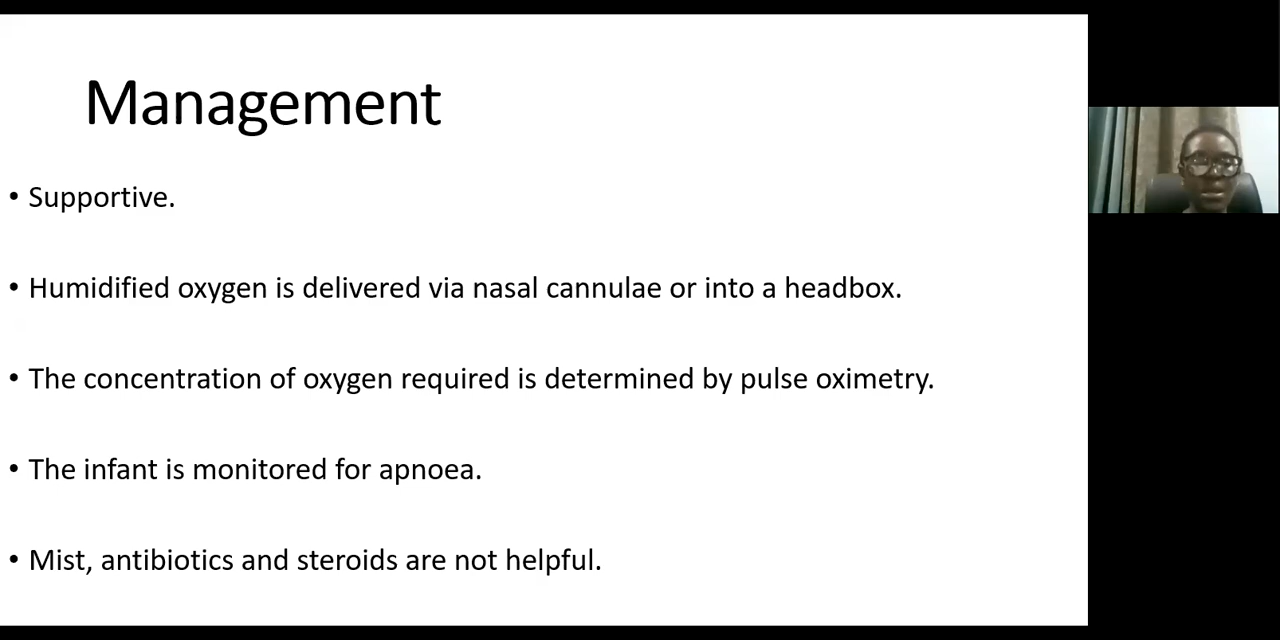 Management
• Supportive.
• Humidified oxygen is delivered via nasal cannulae or into a headbox.
• The concentration of oxygen required is determined by pulse oximetry.
• The infant is monitored for apnoea.
• Mist, antibiotics and steroids are not helpful.